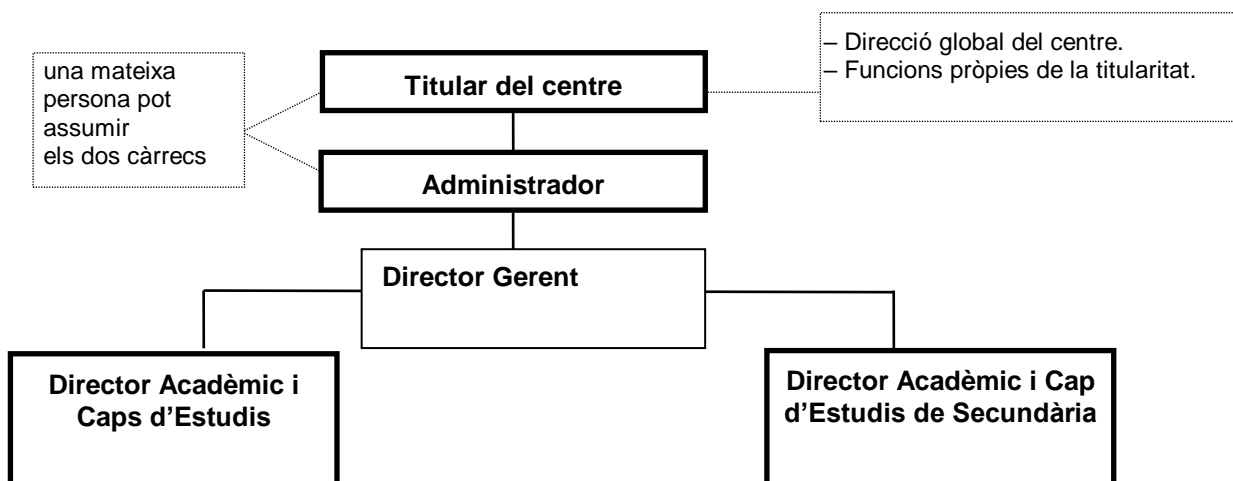 una mateixa
persona pot
assumir
els dos càrrecs
Titular del centre
– Direcció global del centre.
– Funcions pròpies de la titularitat.
Administrador
Director Gerent
Director Acadèmic i
Caps d’Estudis
Director Acadèmic i Cap
d’Estudis de Secundària